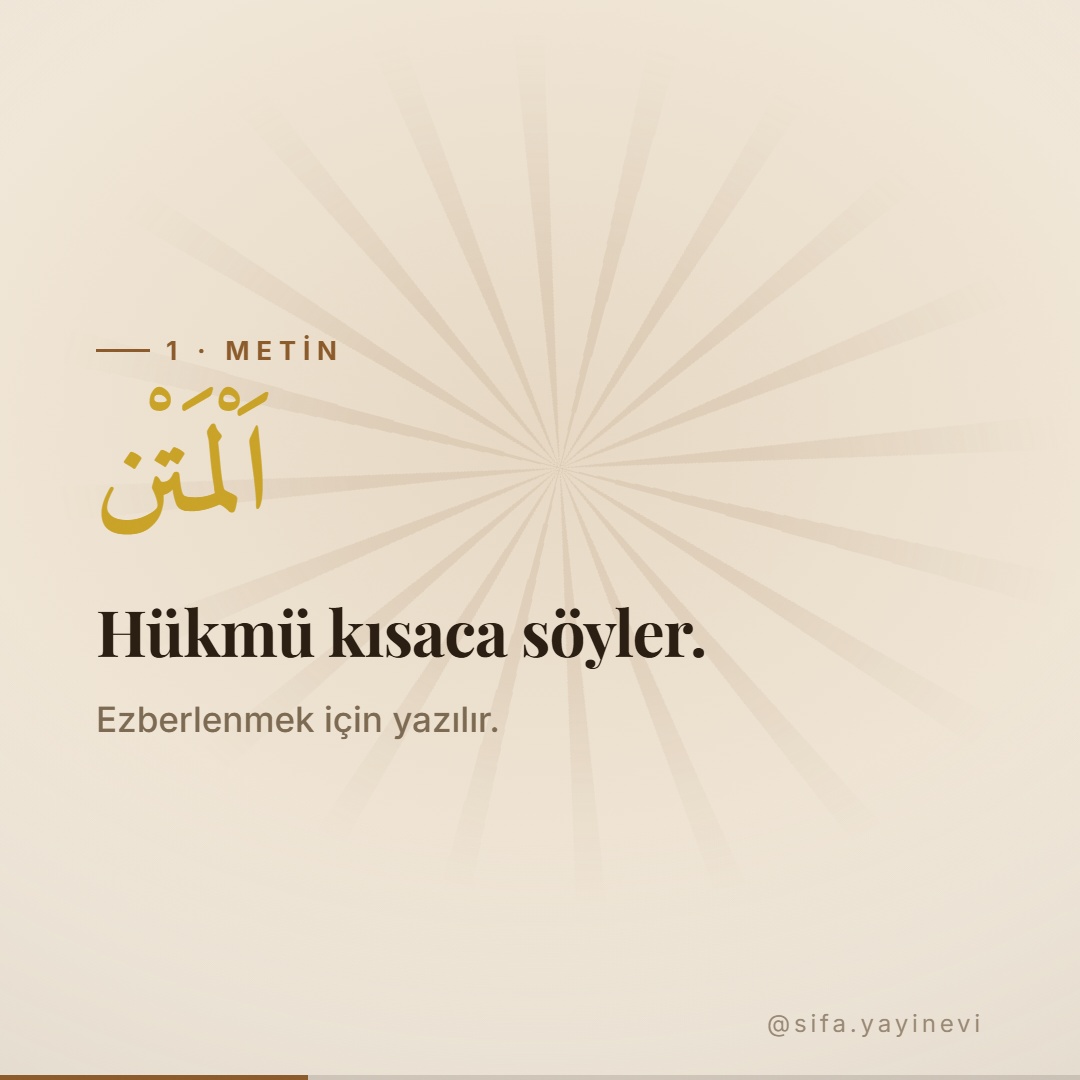 1 · METİN
اَلْمَتْن
Hükmü kısaca söyler.
Ezberlenmek için yazılır.
@sifa.yayinevi